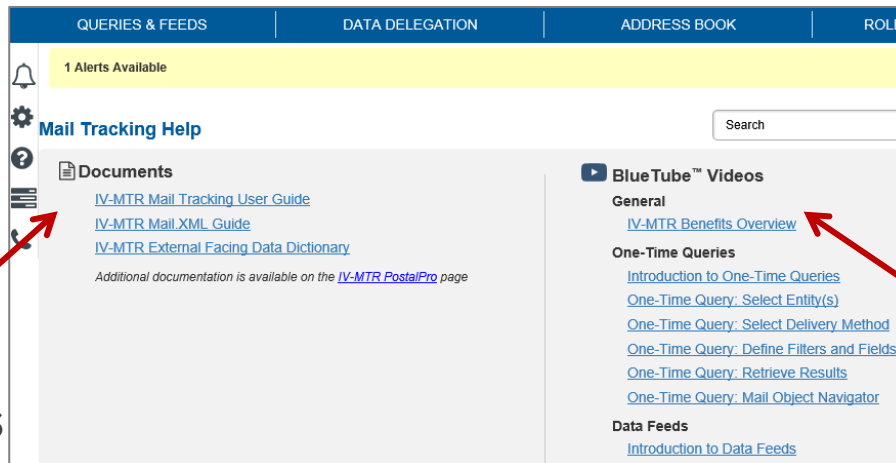 QUERIES & FEEDS DATA DELEGATION ADDRESS BOOK
1 Alerts Available
Mail Tracking Help
Search
Documents
IV-MTR Mail Tracking User Guide
IV-MTR Mail.XML Guide
IV-MTR External Facing Data Dictionary
Additional documentation is available on the IV-MTR PostalPro page
BlueTube™ Videos
General
IV-MTR Benefits Overview
One-Time Queries
Introduction to One-Time Queries
One-Time Query: Select Entity(s)
One-Time Query: Select Delivery Method
One-Time Query: Define Filters and Fields
One-Time Query: Retrieve Results
One-Time Query: Mail Object Navigator
Data Feeds
Introduction to Data Feeds